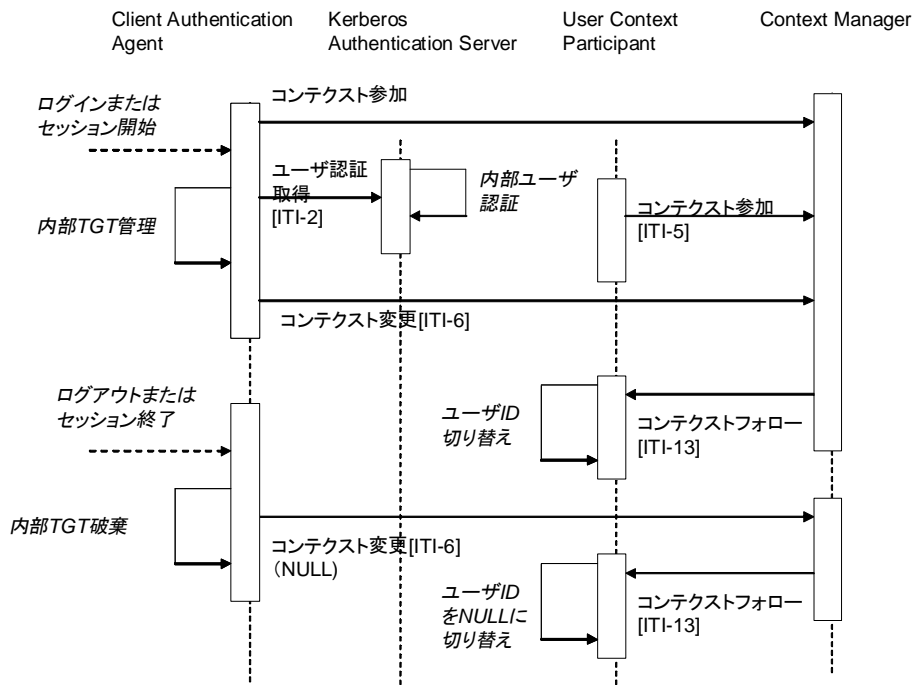 Client Authentication
Agent
Kerberos
Authentication Server
User Context
Participant
Context Manager
コンテクスト参加
ログインまたは
セッション開始
ユーザ認証
取得
[ITI-2]
内部ユーザ
認証
コンテクスト参加
[ITI-5]
内部TGT管理
コンテクスト変更[ITI-6]
ログアウトまたは
セッション終了
ユーザID
切り替え
コンテクストフォロー
[ITI-13]
内部TGT破棄
コンテクスト変更[ITI-6]
（NULL)
ユーザID
をNULLに
切り替え
コンテクストフォロー
[ITI-13]